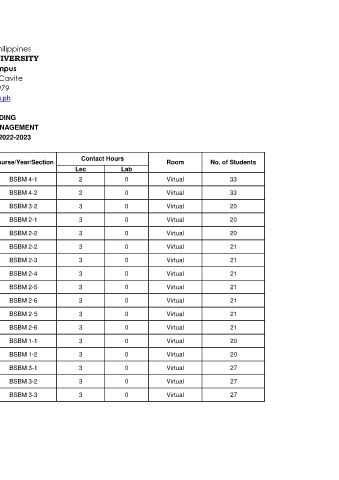 hilippines
IVERSITY
mpus
Cavite
979
u.ph
DING
NAGEMENT
2022-2023
ourse/Year/Section Contact Hours Room No. of Students
Lec Lab
BSBM 4-1 2 0 Virtual 33
BSBM 4-2 2 0 Virtual 33
BSBM 3-2 3 0 Virtual 20
BSBM 2-1 3 0 Virtual 20
BSBM 2-2 3 0 Virtual 20
BSBM 2-2 3 0 Virtual 21
BSBM 2-3 3 0 Virtual 21
BSBM 2-4 3 0 Virtual 21
BSBM 2-5 3 0 Virtual 21
BSBM 2-6 3 0 Virtual 21
BSBM 2-5 3 0 Virtual 21
BSBM 2-6 3 0 Virtual 21
BSBM 1-1 3 0 Virtual 20
BSBM 1-2 3 0 Virtual 20
BSBM 3-1 3 0 Virtual 27
BSBM 3-2 3 0 Virtual 27
BSBM 3-3 3 0 Virtual 27